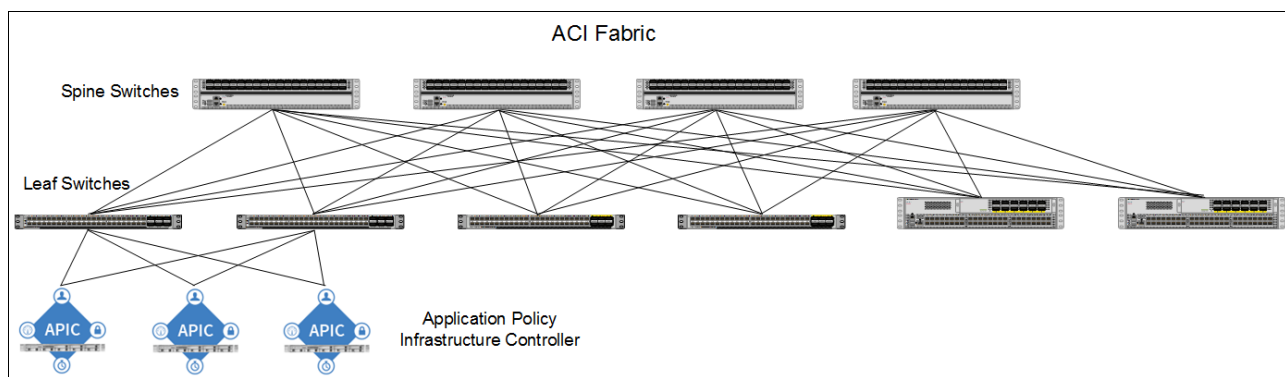 ACI Fabric
Spine Switches
Leaf Switches
APIC
APIC
APIC
Application Policy
Infrastructure Controller